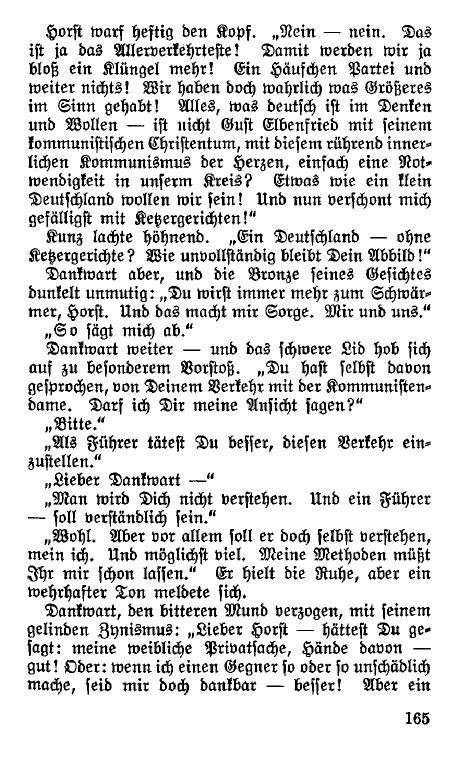 Horst warf heftig den Kopf. „Nein — nein. Das
ist ja das Allerverkehrteste! Damit werden wir ja
bloß ein Klüngel mehr! Ein Häufchen Partei und
weiter nichts! Wir haben doch wahrlich was Größeres
im Sinn gehabt! Alles, was deutsch ist im Denken
und Wollen — ist nicht Gust Elbenfried mit seinem
kommunistischen Christentum, mit diesem rührend inner-
lichen Kommunismus der Herzen, einfach eine Not-
wendigkeit in unserm Kreis? Etwas wie ein klein
Deutschland wollen wir sein! Und nun verschont mich
gefälligst mit Ketzergerichten!“
Kunz lachte höhnend. „Ein Deutschland — ohne
Ketzergerichte? Wie unvollständig bleibt Dein Abbild!“
Dankwart aber, und die Bronze seines Gesichtes
dunkelt unmutig: „Du wirst immer mehr zum Schwär-
mer, Horst. Und das macht mir Sorge. Mir und uns.“
„So sägt mich ab.“
Dankwart weiter — und das schwere Lid hob sich
auf zu besonderem Vorstoß. „Du hast selbst davon
gesprochen, von Deinem Verkehr mit der Kommunisten-
dame. Darf ich Dir meine Ansicht sagen?“
„Bitte.“
„Als Führer tätest Du besser, diesen Verkehr ein-
zustellen.“
„Lieber Dankwart —“
„Man wird Dich nicht verstehen. Und ein Führer
— soll verständlich sein.“
„Wohl. Aber vor allem soll er doch selbst verstehen,
mein ich. Und möglichst viel. Meine Methoden müßt
Ihr mir schon lassen.“ Er hielt die Ruhe, aber ein
wehrhafter Ton meldete sich.
Dankwart, den bitteren Mund verzogen, mit seinem
gelinden Zynismus: „Lieber Horst — hättest Du ge-
sagt: meine weibliche Privatsache, Hände davon —
gut! Oder: wenn ich einen Gegner so oder so unschädlich
mache, seid mir doch dankbar — besser! Aber ein
165